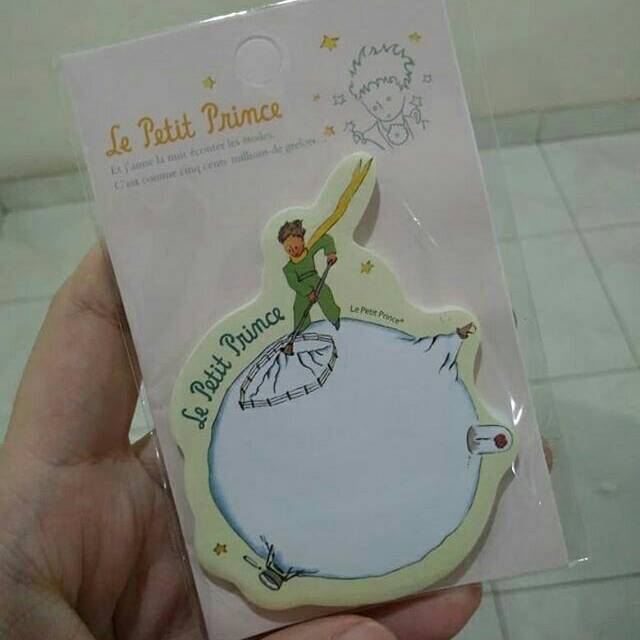 Le Petit Prince
Et j'aime la nuit écouter les étoiles.
C'est comme cinq cents millions de grelots...
Le Petit Prince
Le Petit Prince